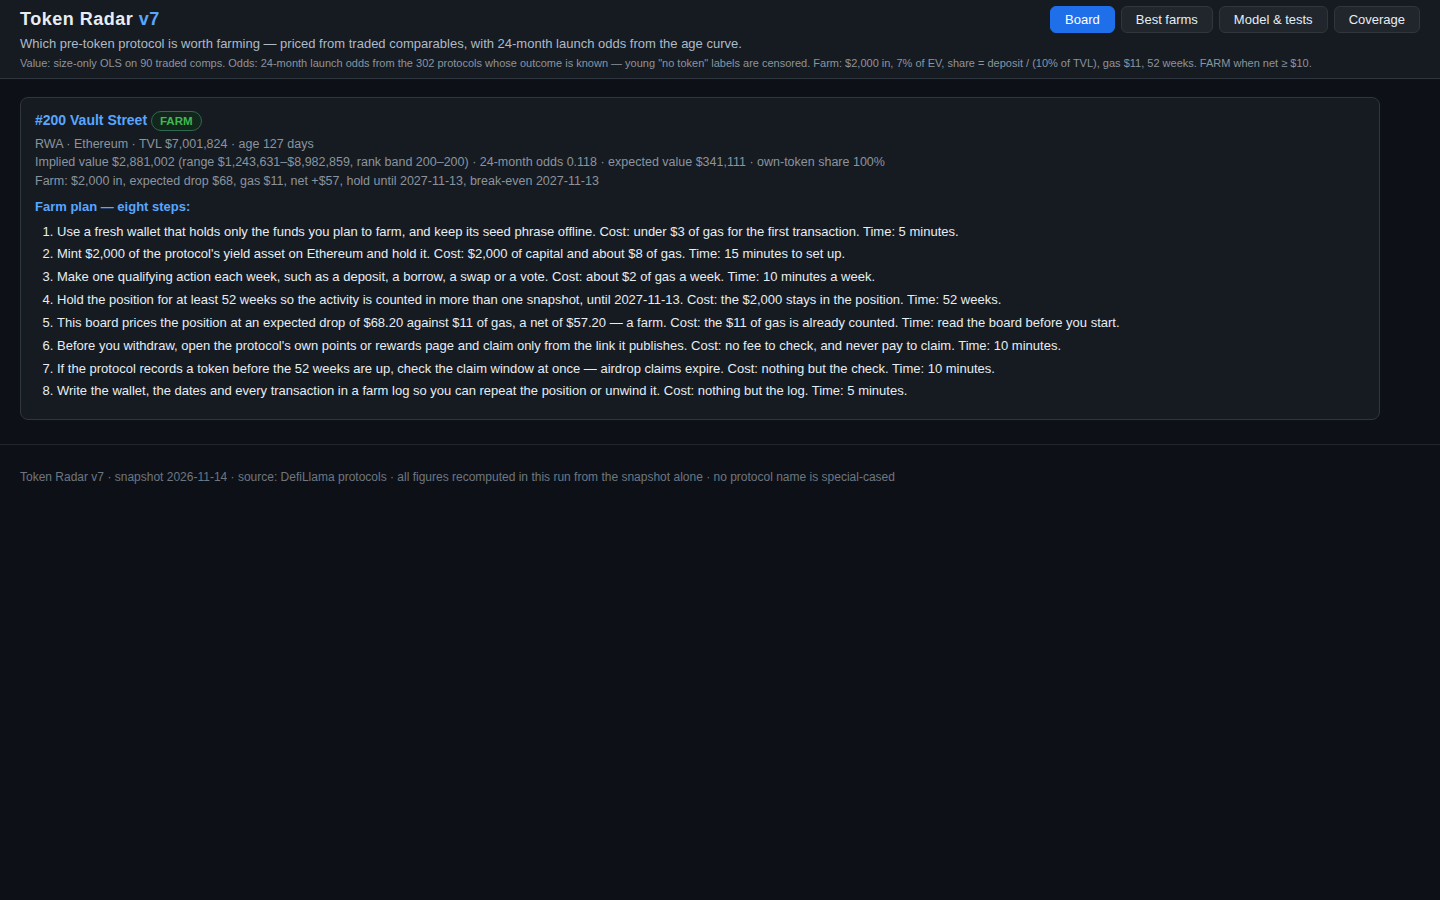 Token Radar v7
Board
Best farms
Model & tests
Coverage
Which pre-token protocol is worth farming — priced from traded comparables, with 24-month launch odds from the age curve.
Value: size-only OLS on 90 traded comps. Odds: 24-month launch odds from the 302 protocols whose outcome is known — young "no token" labels are censored. Farm: $2,000 in, 7% of EV, share = deposit / (10% of TVL), gas $11, 52 weeks. FARM when net ≥ $10.
#200 Vault Street FARM
RWA · Ethereum · TVL $7,001,824 · age 127 days
Implied value $2,881,002 (range $1,243,631–$8,982,859, rank band 200–200) · 24-month odds 0.118 · expected value $341,111 · own-token share 100%
Farm: $2,000 in, expected drop $68, gas $11, net +$57, hold until 2027-11-13, break-even 2027-11-13
Farm plan — eight steps:
1. Use a fresh wallet that holds only the funds you plan to farm, and keep its seed phrase offline. Cost: under $3 of gas for the first transaction. Time: 5 minutes.
2. Mint $2,000 of the protocol's yield asset on Ethereum and hold it. Cost: $2,000 of capital and about $8 of gas. Time: 15 minutes to set up.
3. Make one qualifying action each week, such as a deposit, a borrow, a swap or a vote. Cost: about $2 of gas a week. Time: 10 minutes a week.
4. Hold the position for at least 52 weeks so the activity is counted in more than one snapshot, until 2027-11-13. Cost: the $2,000 stays in the position. Time: 52 weeks.
5. This board prices the position at an expected drop of $68.20 against $11 of gas, a net of $57.20 — a farm. Cost: the $11 of gas is already counted. Time: read the board before you start.
6. Before you withdraw, open the protocol's own points or rewards page and claim only from the link it publishes. Cost: no fee to check, and never pay to claim. Time: 10 minutes.
7. If the protocol records a token before the 52 weeks are up, check the claim window at once — airdrop claims expire. Cost: nothing but the check. Time: 10 minutes.
8. Write the wallet, the dates and every transaction in a farm log so you can repeat the position or unwind it. Cost: nothing but the log. Time: 5 minutes.
Token Radar v7 · snapshot 2026-11-14 · source: DefiLlama protocols · all figures recomputed in this run from the snapshot alone · no protocol name is special-cased